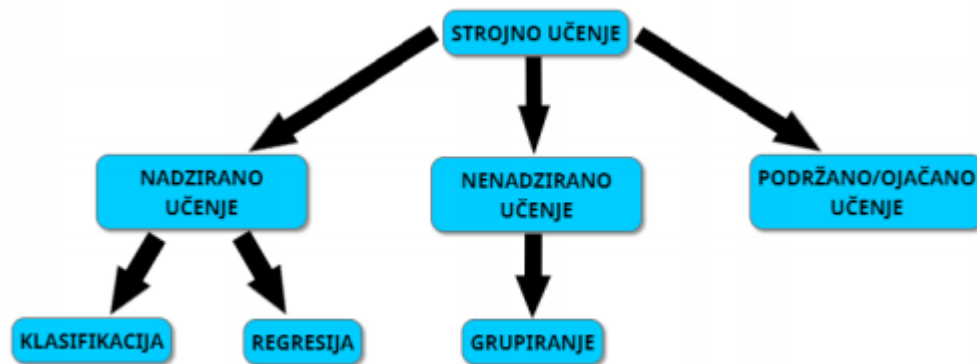 STROJNO UČENJE
NADZIRANO
UČENJE
NENADZIRANO
UČENJE
PODRŽANO/OJAČANO
UČENJE
KLASIFIKACIJA
REGRESIJA
GRUPIRANJE